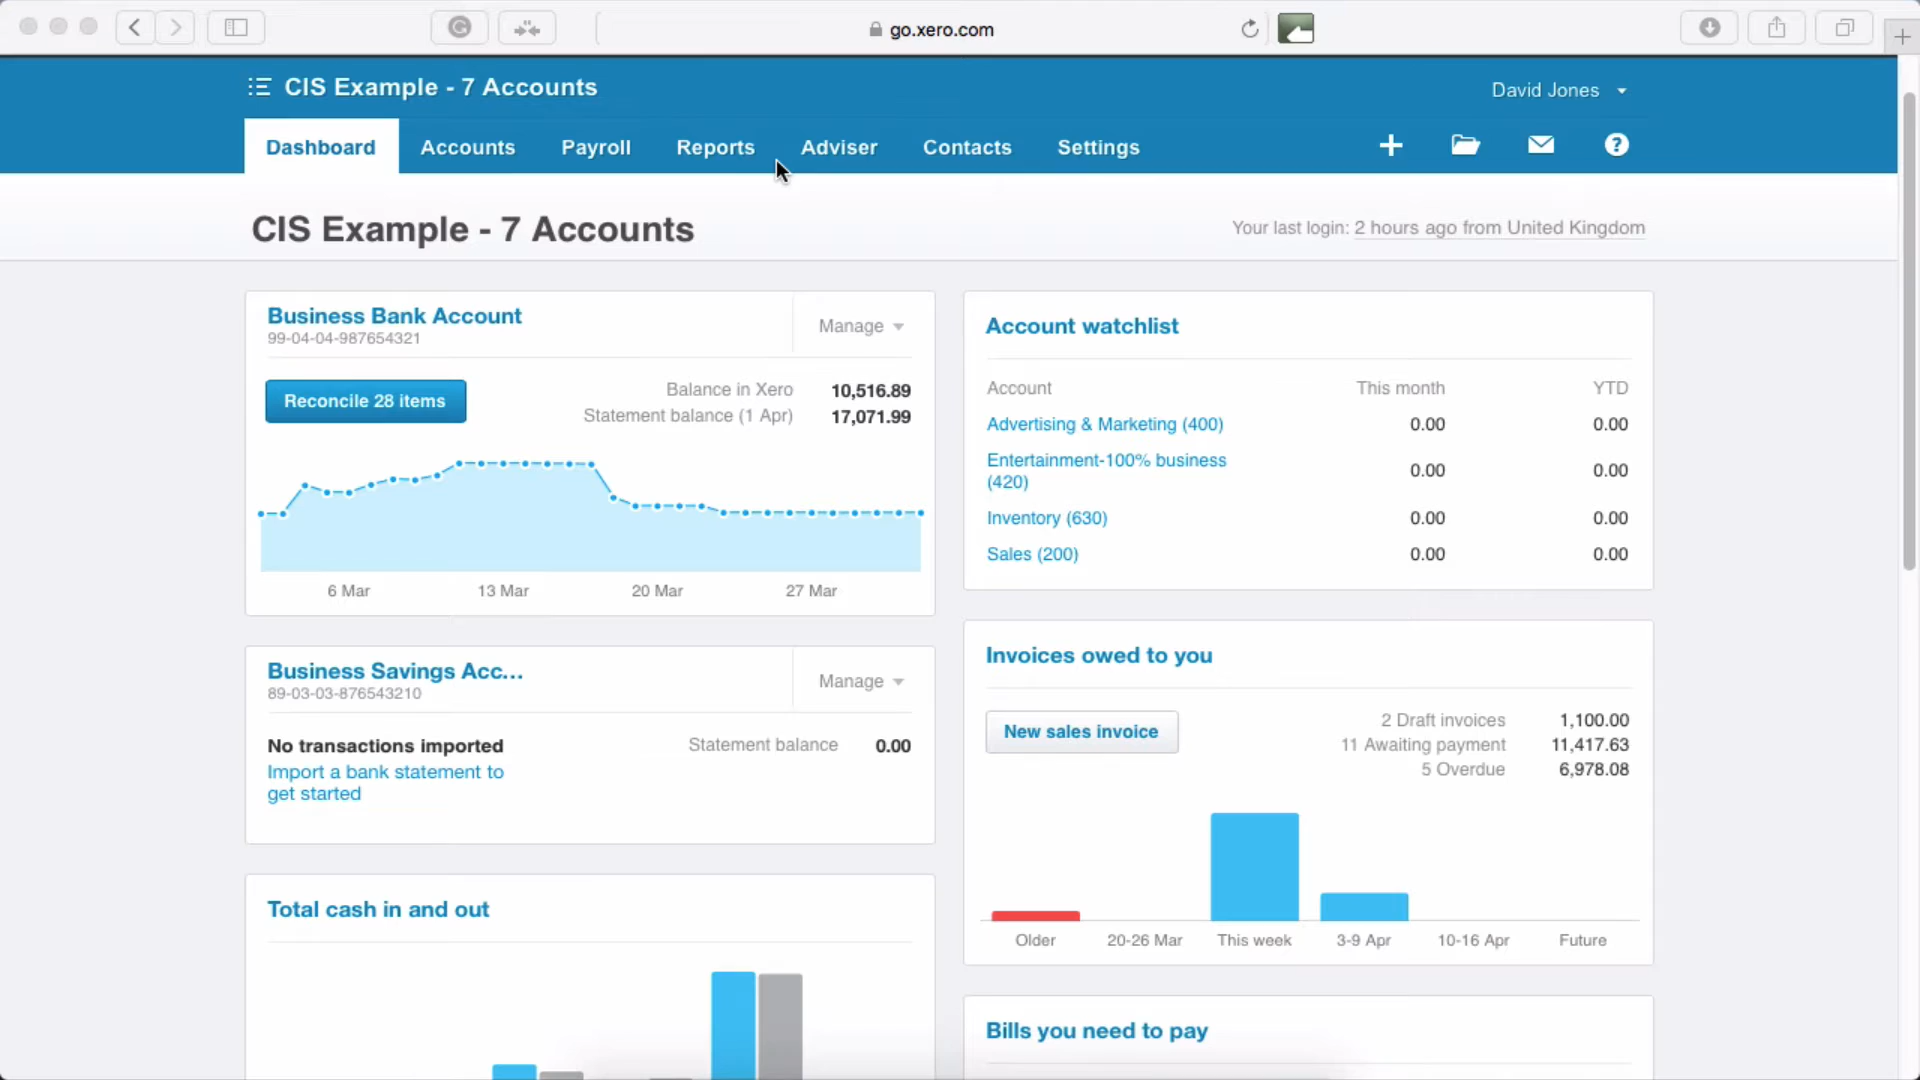 go.xero.com
CIS Example - 7 Accounts
David Jones
Dashboard Accounts Payroll Reports Adviser Contacts Settings
CIS Example - 7 Accounts
Your last login: 2 hours ago from United Kingdom
Business Bank Account
99-04-04-987654321
Manage
Reconcile 28 items
Balance in Xero 10,516.89
Statement balance (1 Apr) 17,071.99
6 Mar 13 Mar 20 Mar 27 Mar
Business Savings Acc...
89-03-03-876543210
Manage
No transactions imported
Import a bank statement to
get started
Statement balance 0.00
Total cash in and out
Account watchlist
Account This month YTD
Advertising & Marketing (400) 0.00 0.00
Entertainment-100% business
(420) 0.00 0.00
Inventory (630) 0.00 0.00
Sales (200) 0.00 0.00
Invoices owed to you
New sales invoice
2 Draft invoices 1,100.00
11 Awaiting payment 11,417.63
5 Overdue 6,978.08
Older 20-26 Mar This week 3-9 Apr 10-16 Apr Future
Bills you need to pay